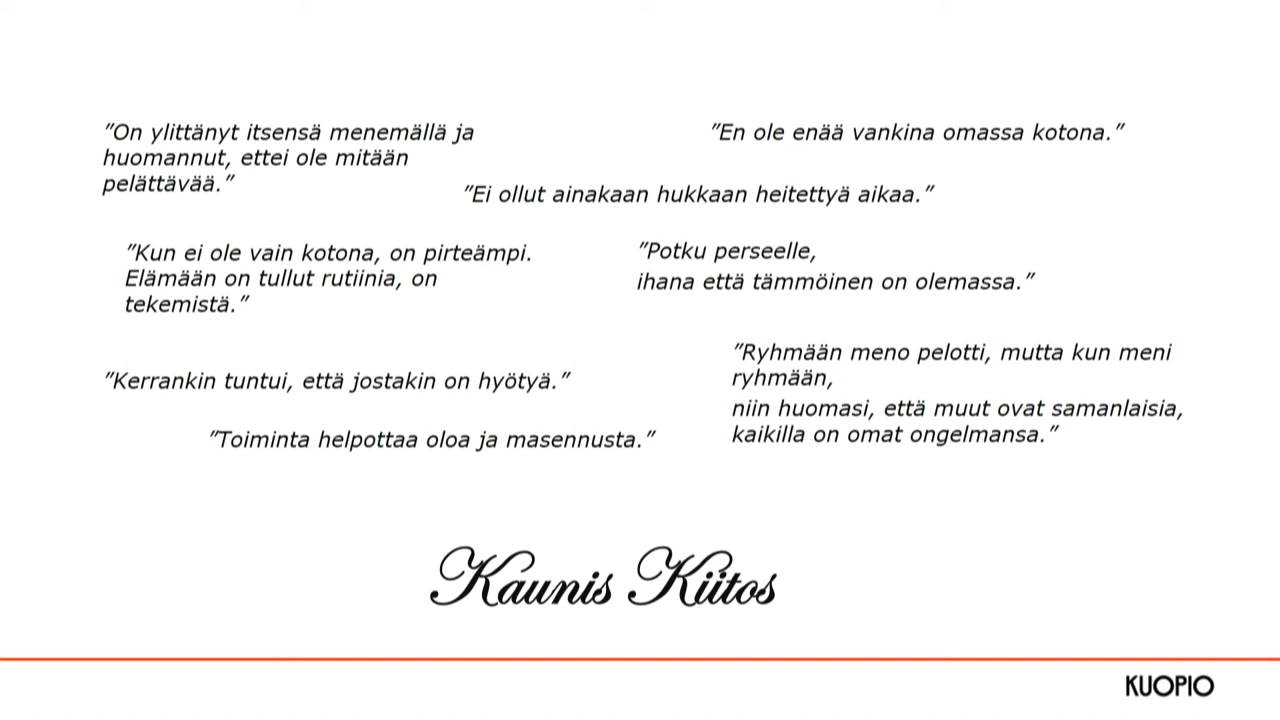 ”On ylittänyt itsensä menemällä ja
huomannut, ettei ole mitään
pelättävää.”
”En ole enää vankina omassa kotona.”
”Ei ollut ainakaan hukkaan heitettyä aikaa.”
”Kun ei ole vain kotona, on pirteämpi.
Elämään on tullut rutiinia, on
tekemistä.”
”Potku perseelle,
ihana että tämmöinen on olemassa.”
”Kerrankin tuntui, että jostakin on hyötyä.”
”Ryhmään meno pelotti, mutta kun meni
ryhmään,
niin huomasi, että muut ovat samanlaisia,
kaikilla on omat ongelmansa.”
”Toiminta helpottaa oloa ja masennusta.”
Kaunis Kiitos
KUOPIO